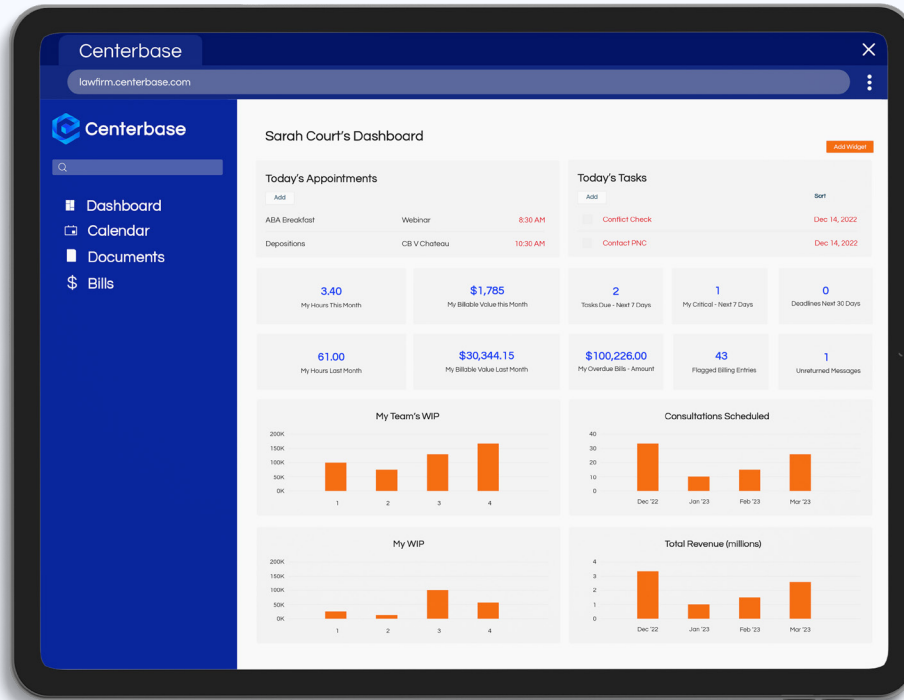 Centerbase
lawfirm.centerbase.com
Centerbase
Dashboard
Calendar
Documents
$ Bills
Sarah Court's Dashboard
Add Widget
Today's Appointments
Add
ABA Breakfast Webinar 8:30 AM
Depositions CB V Chateau 10:30 AM
Today's Tasks
Add Sort
Conflict Check Dec 14, 2022
Contact PNC Dec 14, 2022
3.40
My Hours This Month
$1,785
My Billable Value this Month
2
Tasks Due - Next 7 Days
1
My Critical - Next 7 Days
0
Deadlines Next 30 Days
61.00
My Hours Last Month
$30,344.15
My Billable Value Last Month
$100,226.00
My Overdue Bills - Amount
43
Flagged Billing Entries
1
Unreturned Messages
My Team's WIP
200K
150K
100K
50K
0K
1 2 3 4
Consultations Scheduled
40
30
20
10
0
Dec '22 Jan '23 Feb '23 Mar '23
My WIP
200K
150K
100K
50K
0K
1 2 3 4
Total Revenue (millions)
4
3
2
1
0
Dec '22 Jan '23 Feb '23 Mar '23